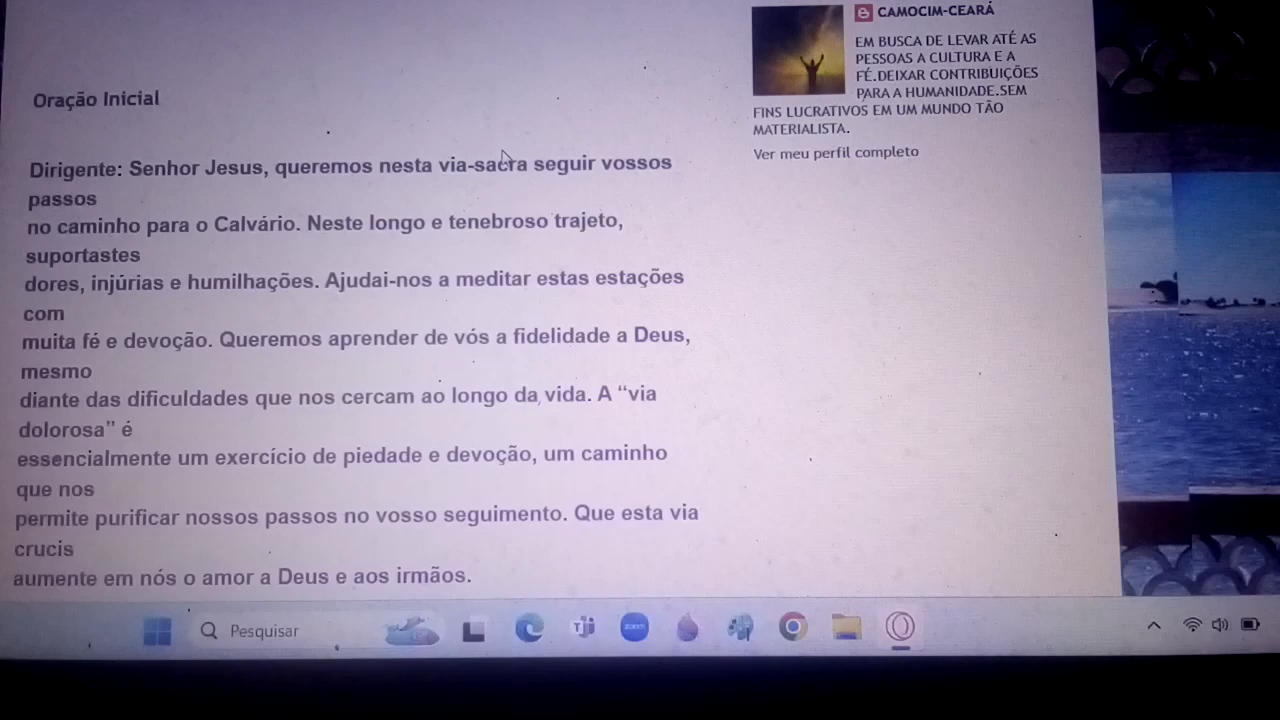 Oração Inicial
Dirigente: Senhor Jesus, queremos nesta via-sacra seguir vossos
passos
no caminho para o Calvário. Neste longo e tenebroso trajeto,
suportastes
dores, injúrias e humilhações. Ajudai-nos a meditar estas estações
com
muita fé e devoção. Queremos aprender de vós a fidelidade a Deus,
mesmo
diante das dificuldades que nos cercam ao longo da vida. A “via
dolorosa” é
essencialmente um exercício de piedade e devoção, um caminho
que nos
permite purificar nossos passos no vosso seguimento. Que esta via
crucis
aumente em nós o amor a Deus e aos irmãos.
CAMOCIM-CEARÁ
EM BUSCA DE LEVAR ATÉ AS
PESSOAS A CULTURA E A
FÉ.DEIXAR CONTRIBUIÇÕES
PARA A HUMANIDADE.SEM
FINS LUCRATIVOS EM UM MUNDO TÃO
MATERIALISTA.
Ver meu perfil completo
Pesquisar
zoom